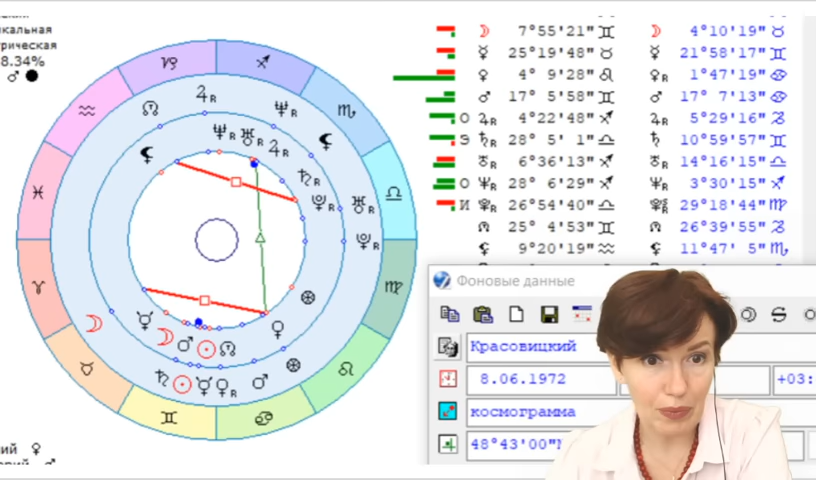 икальная
рическая
8.34%
7°55'21" 4°10'19"
25°19'48" 21°58'17"
4° 9'28" R 1°47'19"
17° 5'58" 17° 7'13"
О R 4°22'48" R 5°29'16"
Э R 28° 5' 1" 10°59'57"
R 6°36'13" R 14°16'15"
О R 28° 6'29" R 3°30'15"
И R 26°54'40" 29°18'44"
25° 4'53" 26°39'55"
9°20'19" 11°47' 5"
Фоновые данные
Красовицкий
8.06.1972 +03:
космограмма
48°43'00"N
ий